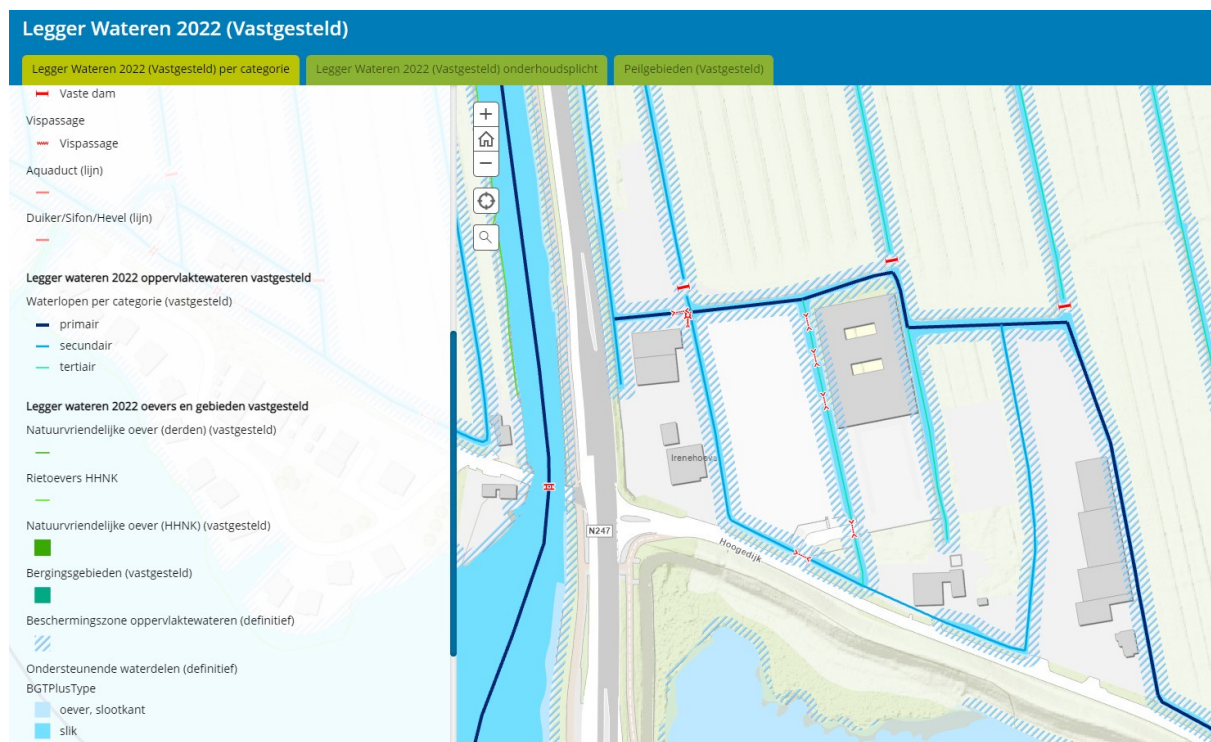 Legger Wateren 2022 (Vastgesteld)
Legger Wateren 2022 (Vastgesteld) per categorie
Legger Wateren 2022 (Vastgesteld) onderhoudsplicht
Peilgebieden (Vastgesteld)
Vaste dam
Vispassage
Vispassage
Aquaduct (lijn)
Duiker/Sifon/Hevel (lijn)
Legger wateren 2022 oppervlaktewateren vastgesteld
Waterlopen per categorie (vastgesteld)
primair
secundair
tertiair
Legger wateren 2022 oevers en gebieden vastgesteld
Natuurvriendelijke oever (derden) (vastgesteld)
Rietoevers HHNK
Natuurvriendelijke oever (HHNK) (vastgesteld)
Bergingsgebieden (vastgesteld)
Beschermingszone oppervlaktewateren (definitief)
Ondersteunende waterdelen (definitief)
BGTPlusType
oever, slootkant
slik
+
−
Irenehoeve
N247
Hoogedijk